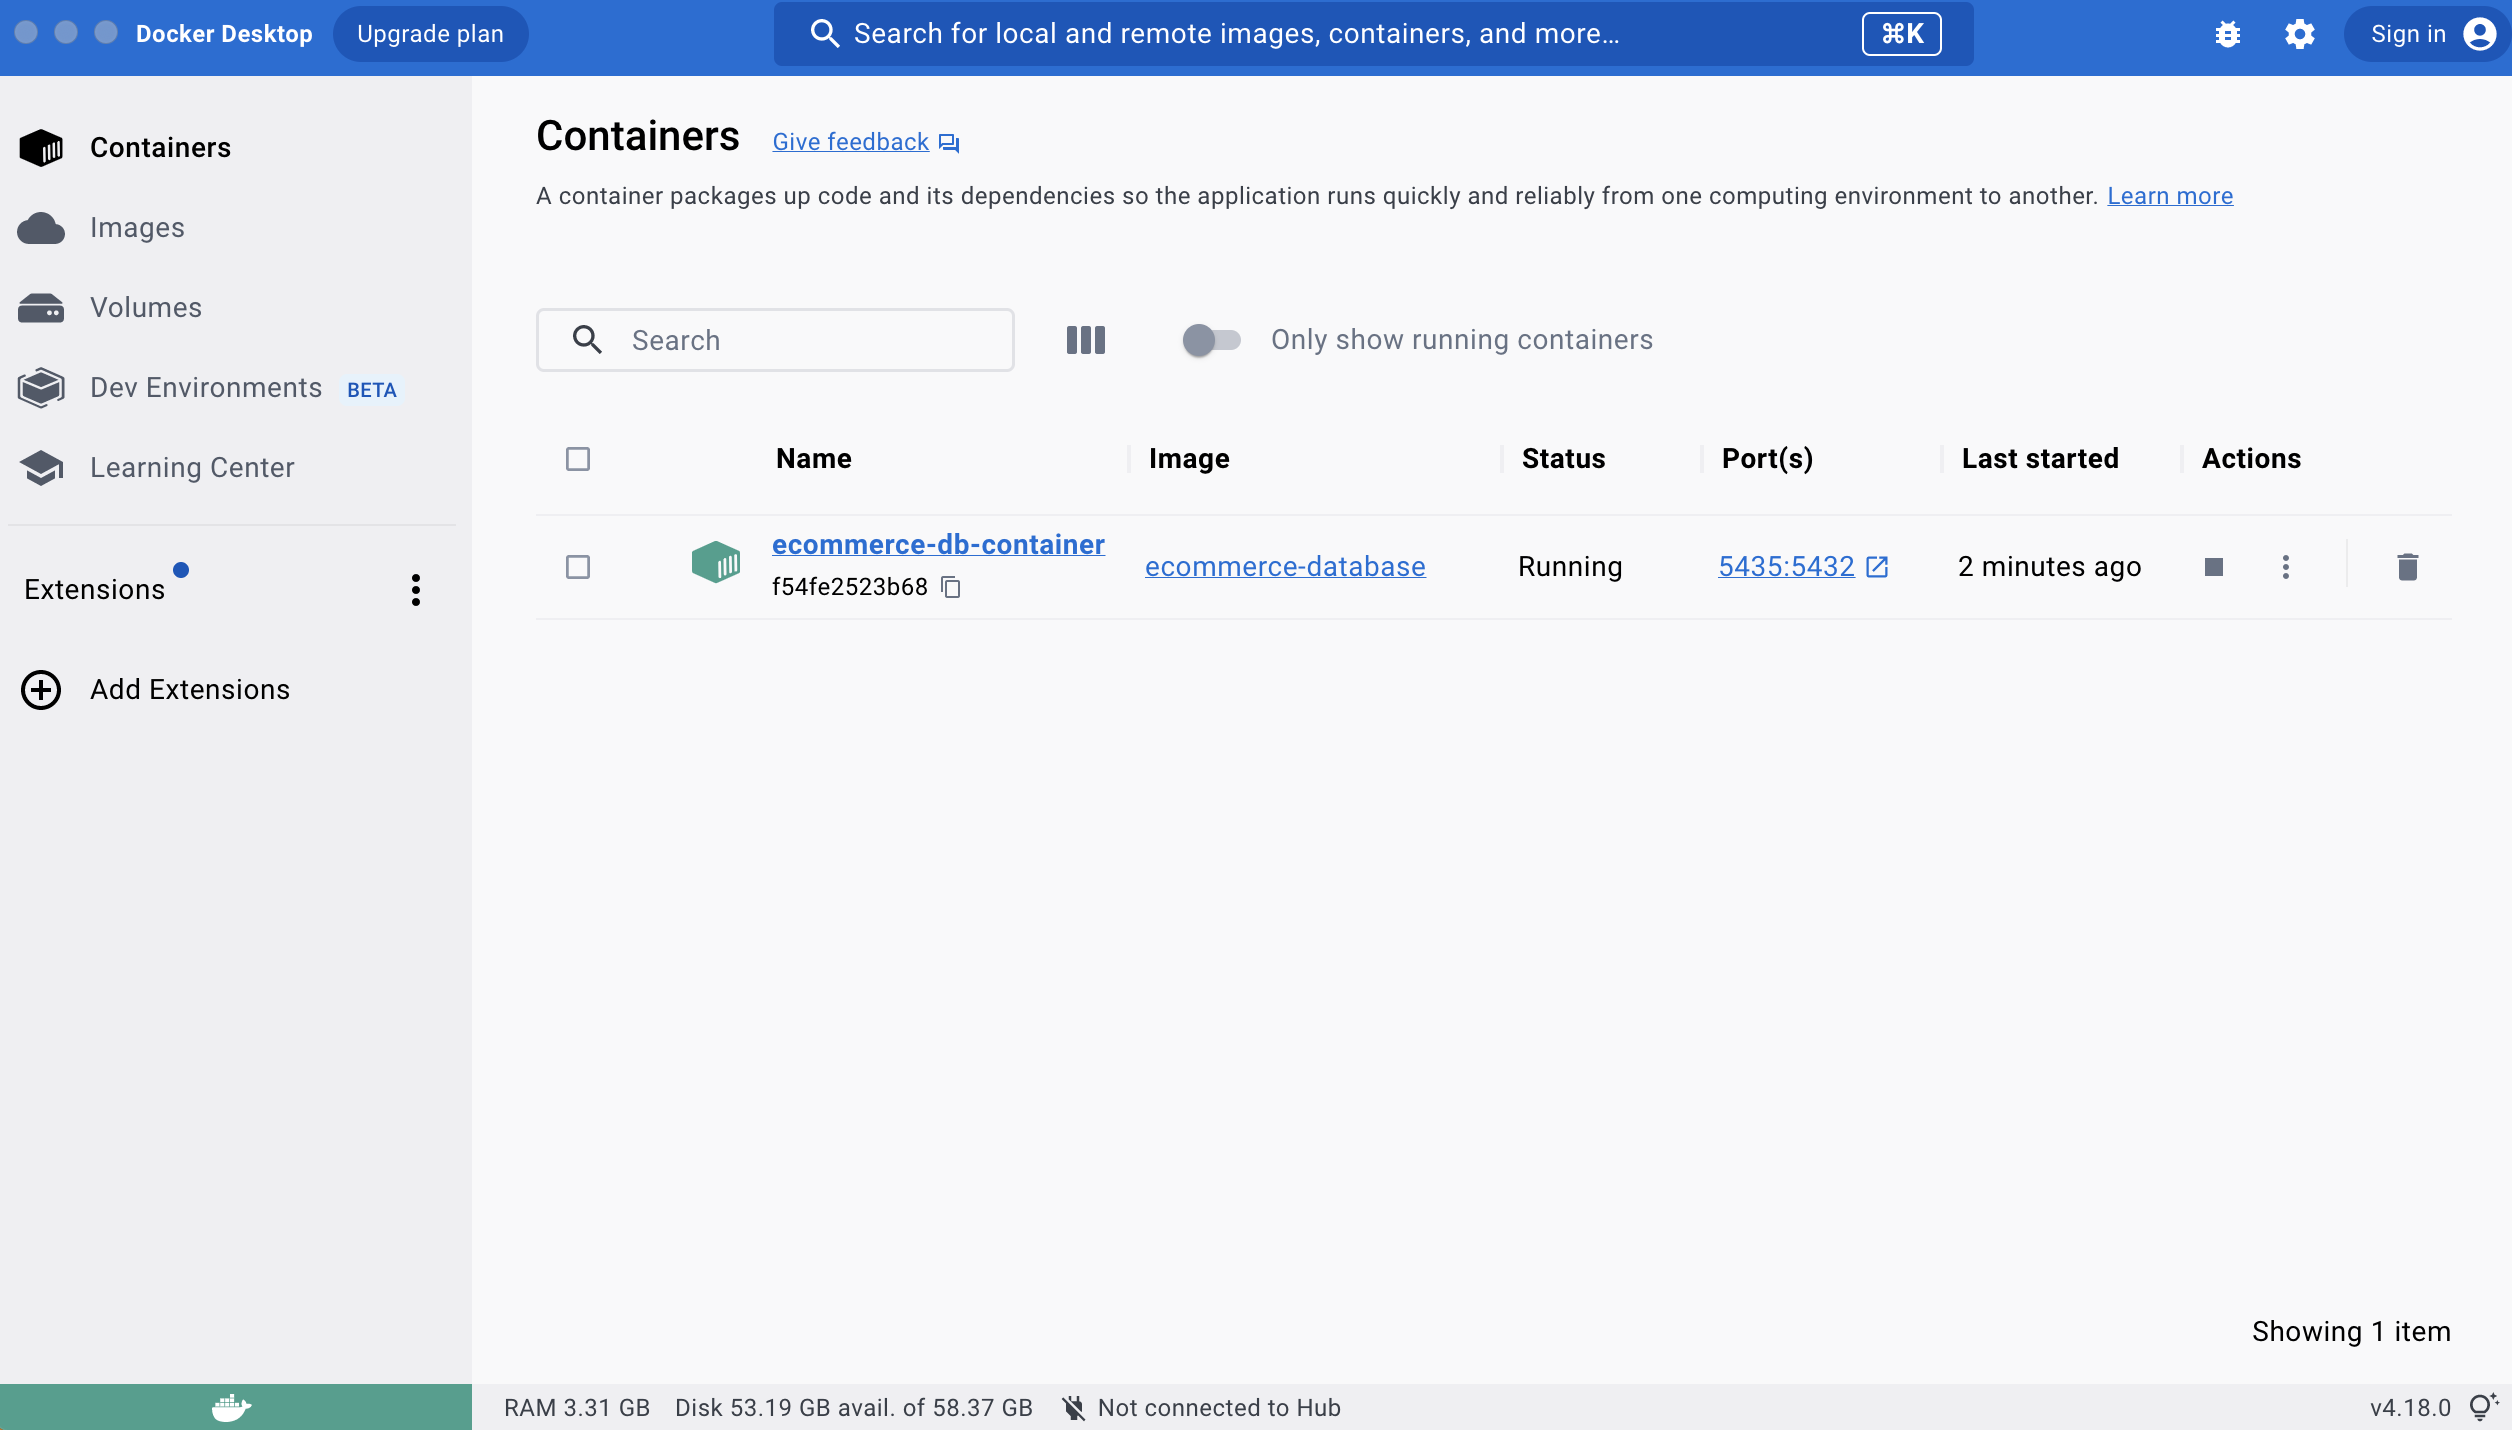 Docker Desktop
Upgrade plan
Search for local and remote images, containers, and more...
⌘K
Sign in
Containers
Images
Volumes
Dev Environments BETA
Learning Center
Extensions
Add Extensions
Containers
Give feedback
A container packages up code and its dependencies so the application runs quickly and reliably from one computing environment to another. Learn more
Search
Only show running containers
Name Image Status Port(s) Last started Actions
ecommerce-db-container
f54fe2523b68
ecommerce-database
Running
5435:5432
2 minutes ago
Showing 1 item
RAM 3.31 GB Disk 53.19 GB avail. of 58.37 GB Not connected to Hub
v4.18.0